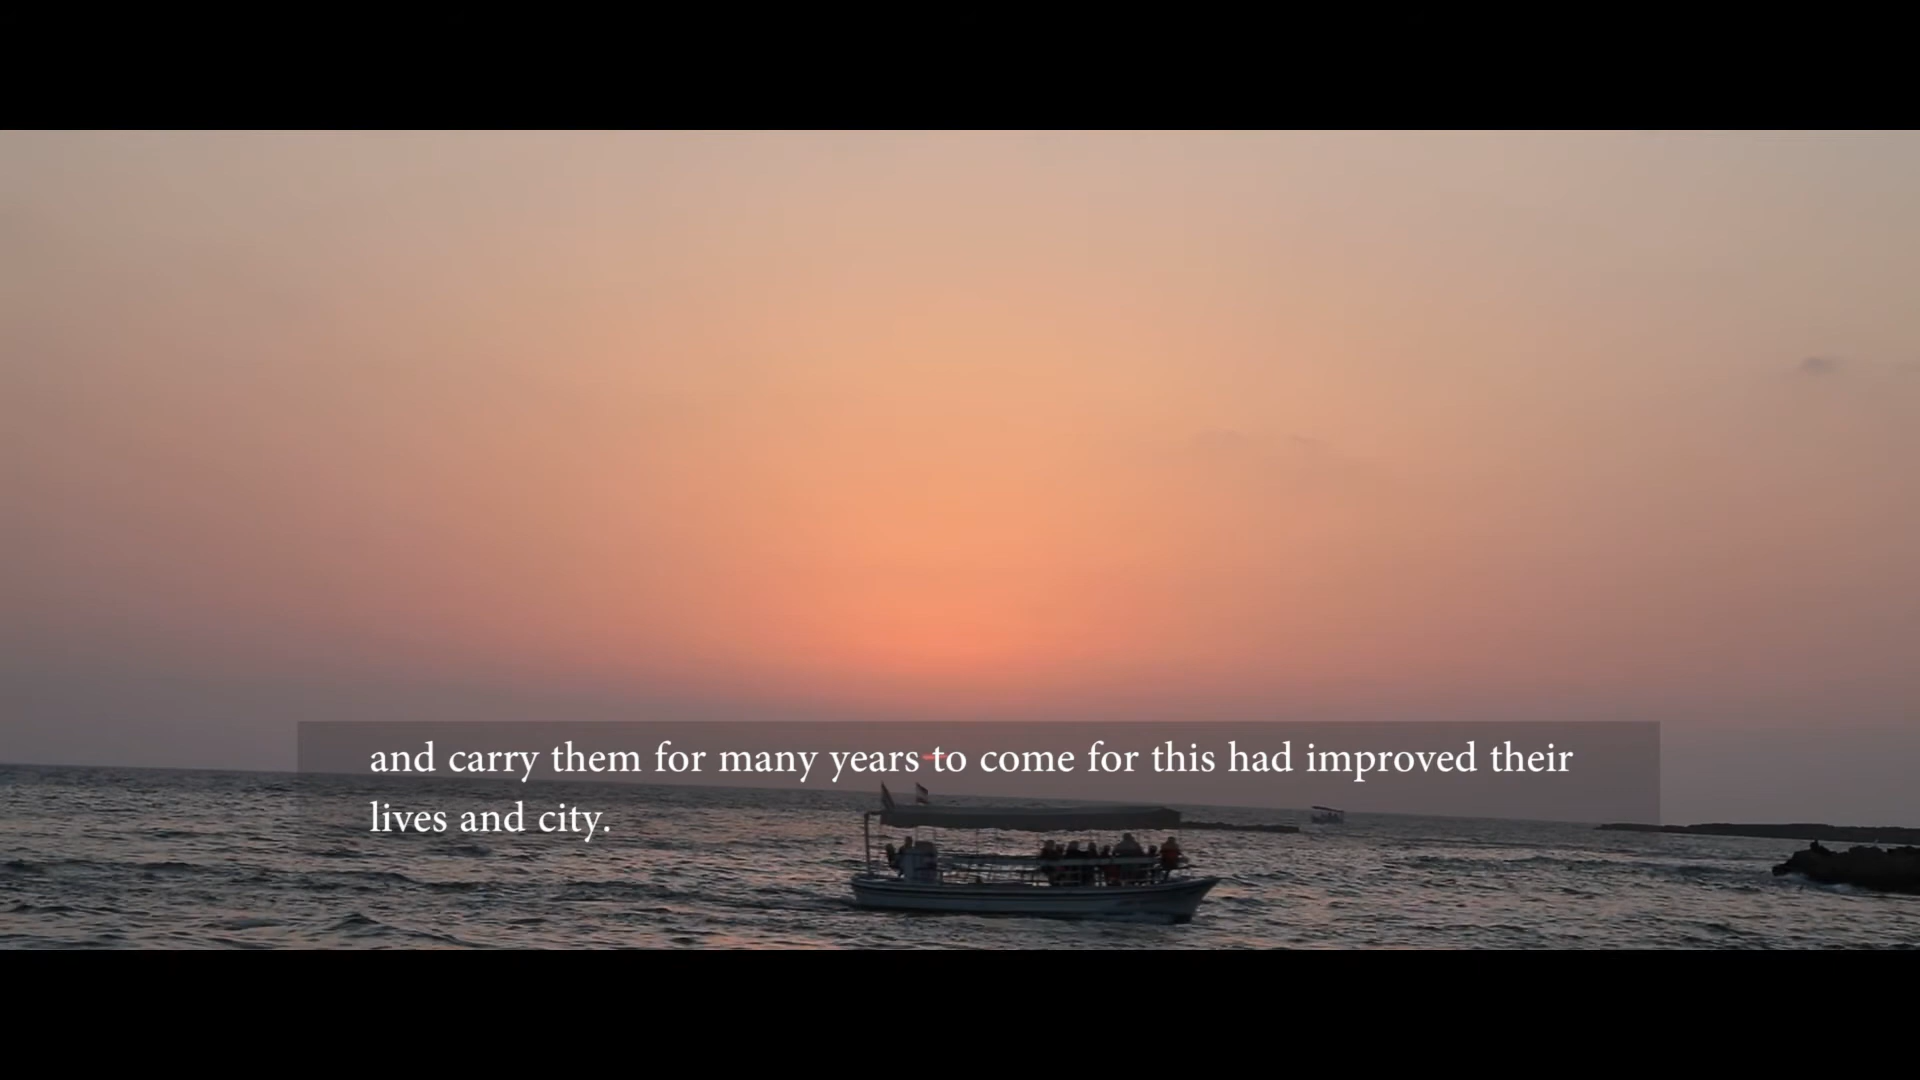 and carry them for many years to come for this had improved their
lives and city.